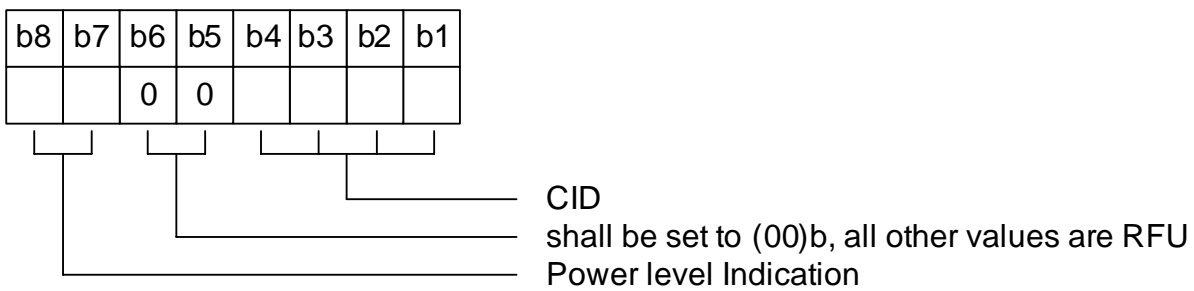 b8 b7 b6 b5 b4 b3 b2 b1
0 0
CID
shall be set to (00)b, all other values are RFU
Power level Indication